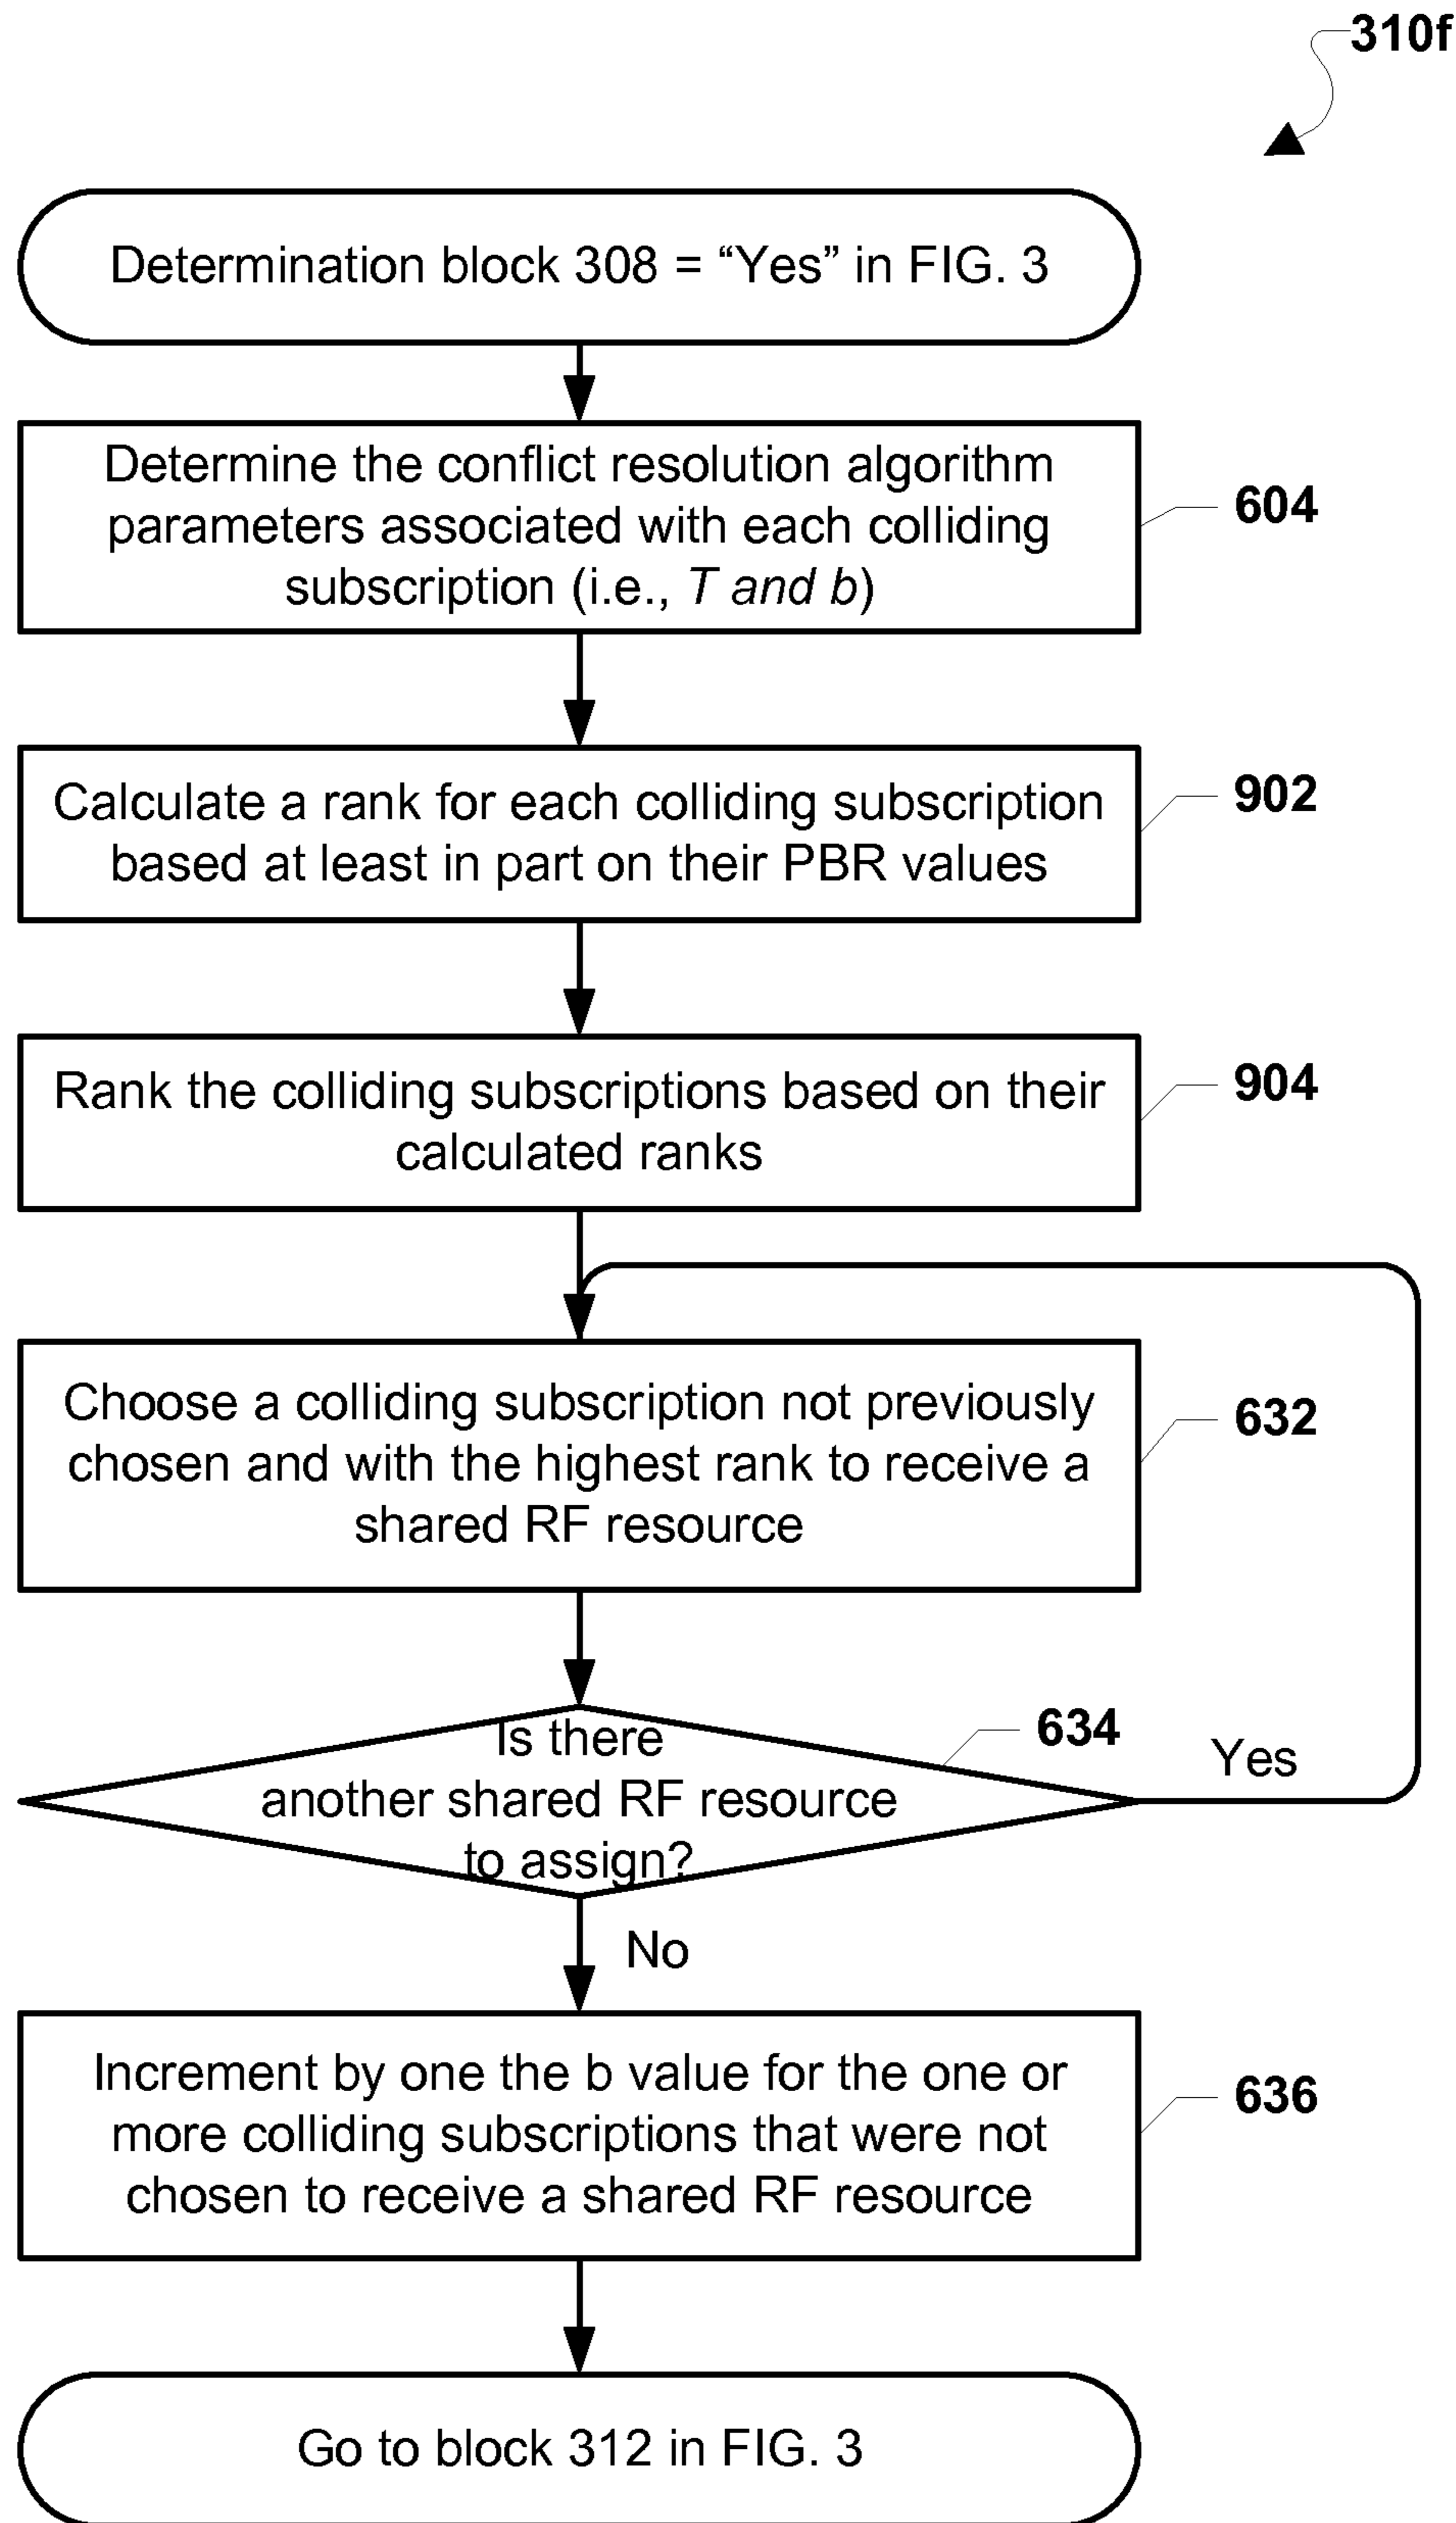 310f
Determination block 308 = “Yes” in FIG. 3
Determine the conflict resolution algorithm
parameters associated with each colliding
subscription (i.e., T and b)
604
Calculate a rank for each colliding subscription
based at least in part on their PBR values
902
Rank the colliding subscriptions based on their
calculated ranks
904
Choose a colliding subscription not previously
chosen and with the highest rank to receive a
shared RF resource
632
Is there
another shared RF resource
to assign?
634
Yes
No
Increment by one the b value for the one or
more colliding subscriptions that were not
chosen to receive a shared RF resource
636
Go to block 312 in FIG. 3